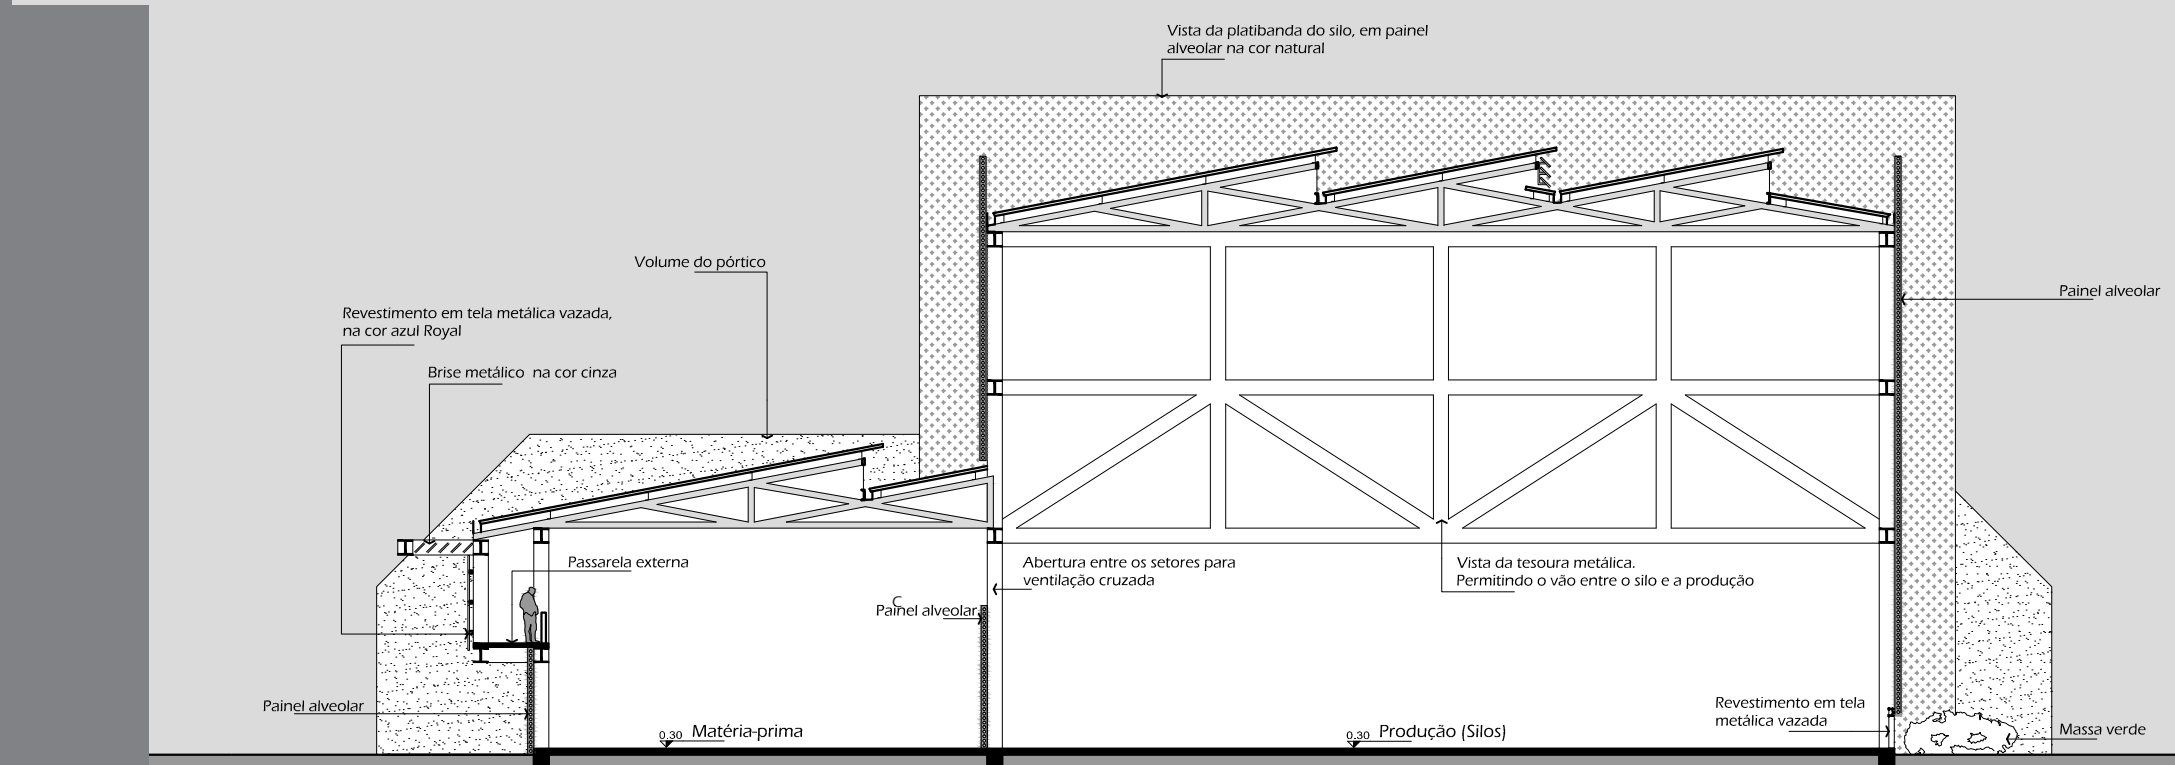 Vista da platibanda do silo, em painel
alveolar na cor natural
Volume do pórtico
Painel alveolar
Revestimento em tela metálica vazada,
na cor azul Royal
Brise metálico na cor cinza
Passarela externa
Abertura entre os setores para
ventilação cruzada
Vista da tesoura metálica.
Permitindo o vão entre o silo e a produção
C
Painel alveolar
Painel alveolar
Revestimento em tela
metálica vazada
0,30 Matéria-prima
0,30 Produção (Silos)
Massa verde